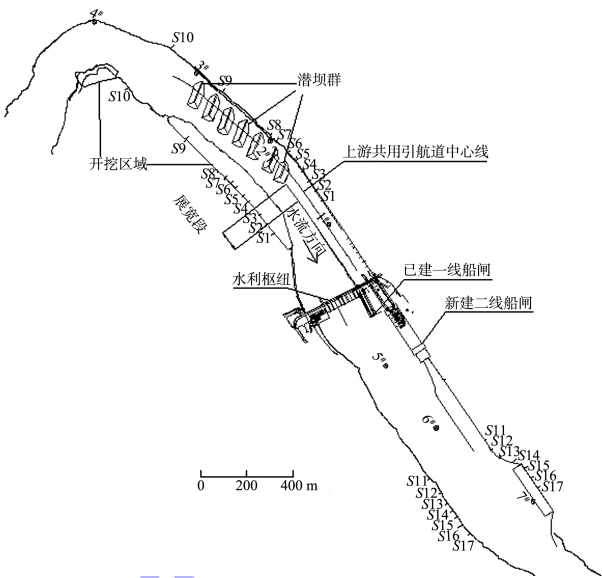 4#
S10
3#
S9
潜坝群
S10
S8
S7
2#
S6
S5
S4
S3
S2
S1
上游共用引航道中心线
S9
开挖区域
S8
S7
S6
S5
S4
S3
S2
S1
展宽段
1#
水流方向
水利枢纽
已建一线船闸
新建二线船闸
5#
6#
S11
S12
S13
S14
S15
S16
S17
7#
0 200 400 m
S11
S12
S13
S14
S15
S16
S17